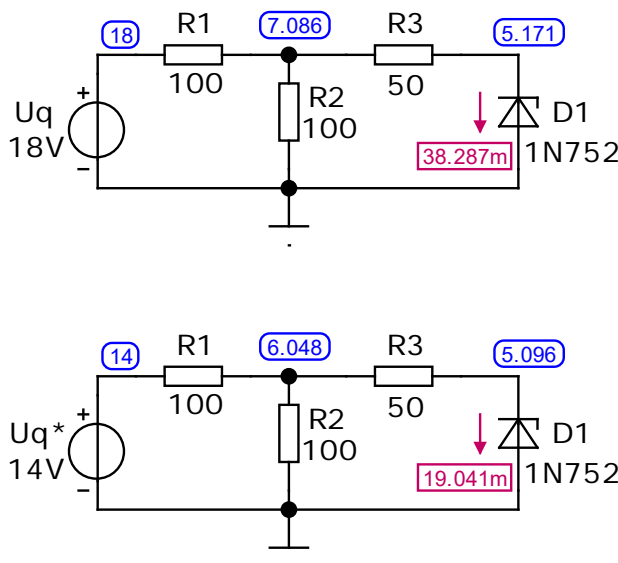 R1
7.086
R3
18
5.171
100
50
+
Uq
18V
−
R2
100
D1
1N752
38.287m
R1
6.048
R3
14
5.096
100
50
+
Uq*
14V
−
R2
100
D1
1N752
19.041m